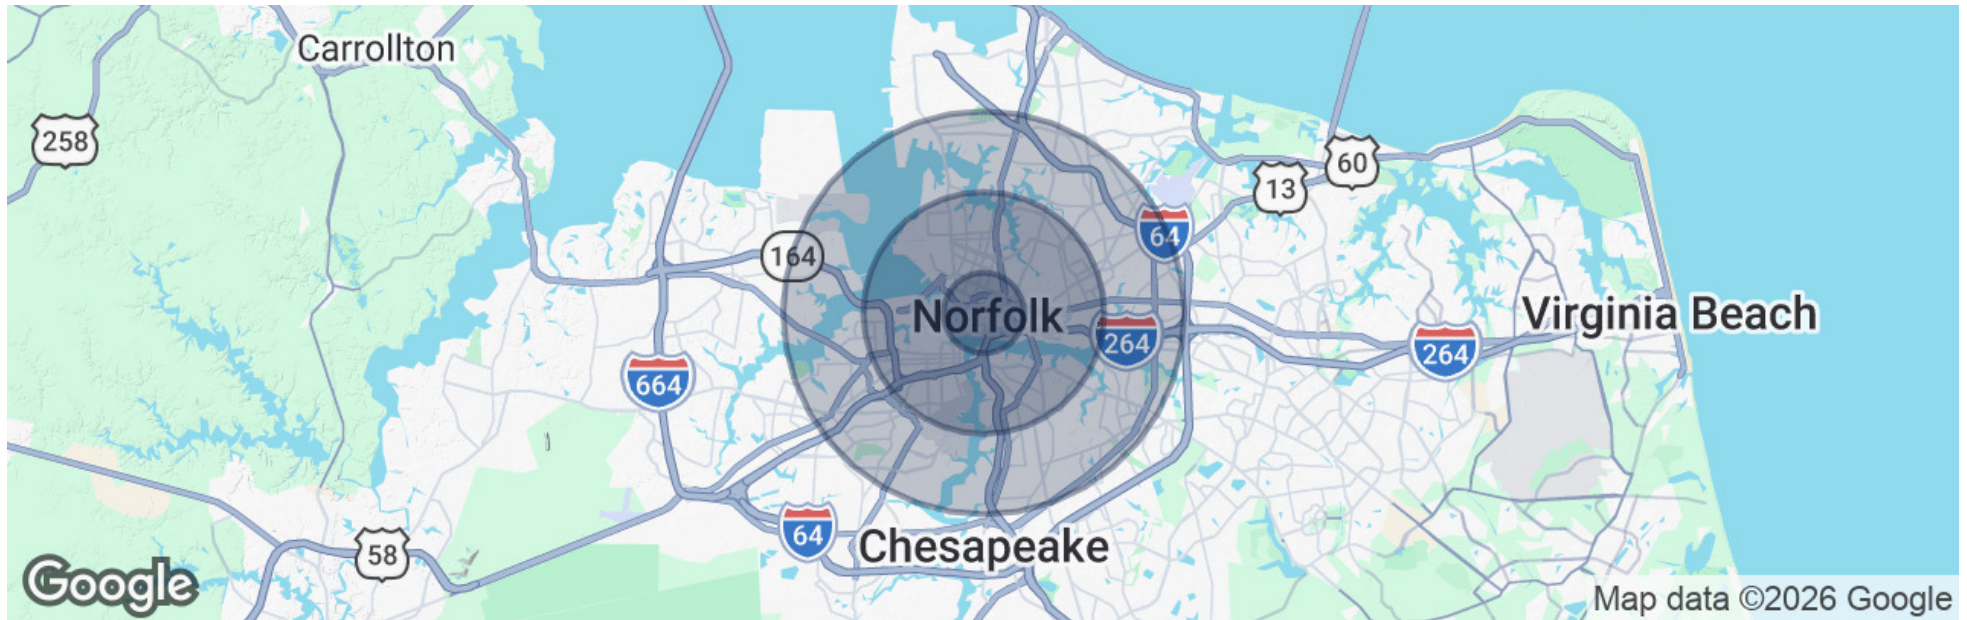 Carrollton
258
60
13
64
164
Norfolk
Virginia Beach
264
264
664
64
Chesapeake
58
Google
Map data ©2026 Google